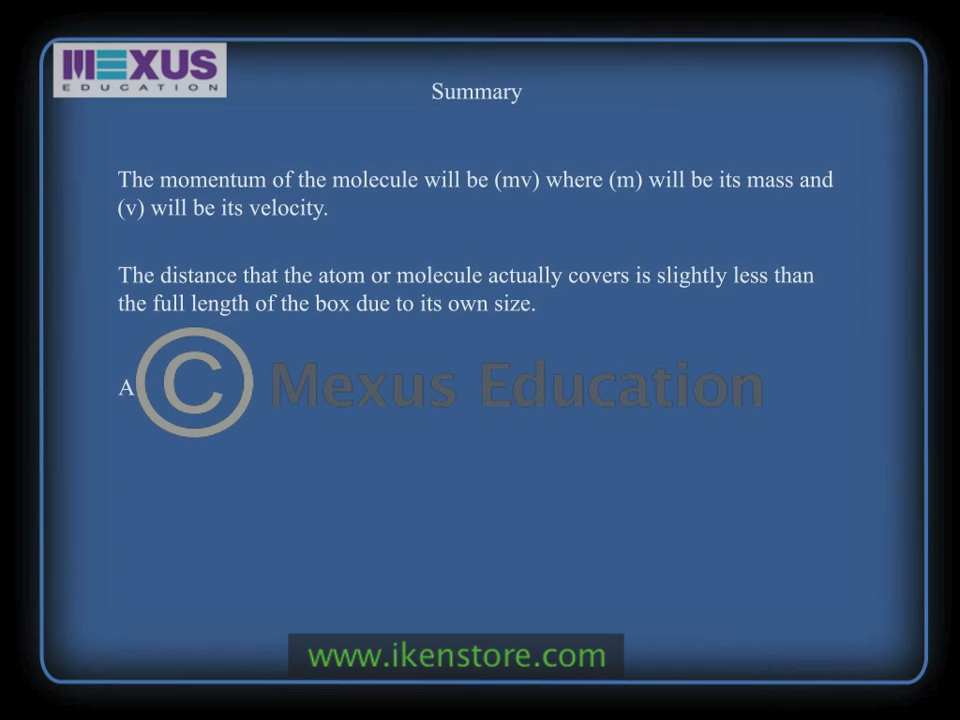 MEXUS
EDUCATION
Summary
The momentum of the molecule will be (mv) where (m) will be its mass and
(v) will be its velocity.
The distance that the atom or molecule actually covers is slightly less than
the full length of the box due to its own size.
A
© Mexus Education
www.ikenstore.com